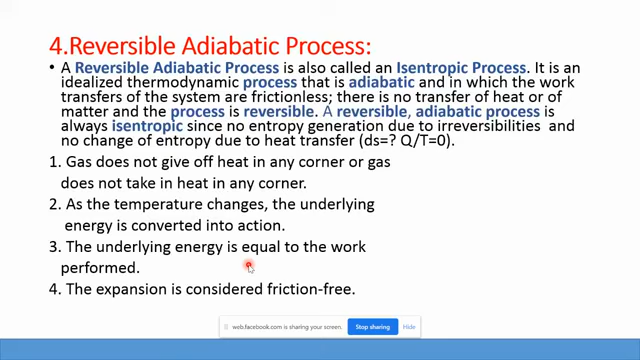 4.Reversible Adiabatic Process:
• A Reversible Adiabatic Process is also called an Isentropic Process. It is an
idealized thermodynamic process that is adiabatic and in which the work
transfers of the system are frictionless; there is no transfer of heat or of
matter and the process is reversible. A reversible, adiabatic process is
always isentropic since no entropy generation due to irreversibilities and
no change of entropy due to heat transfer (ds=? Q/T=0).
1. Gas does not give off heat in any corner or gas
does not take in heat in any corner.
2. As the temperature changes, the underlying
energy is converted into action.
3. The underlying energy is equal to the work
performed.
4. The expansion is considered friction-free.
web.facebook.com is sharing your screen. Stop sharing Hide